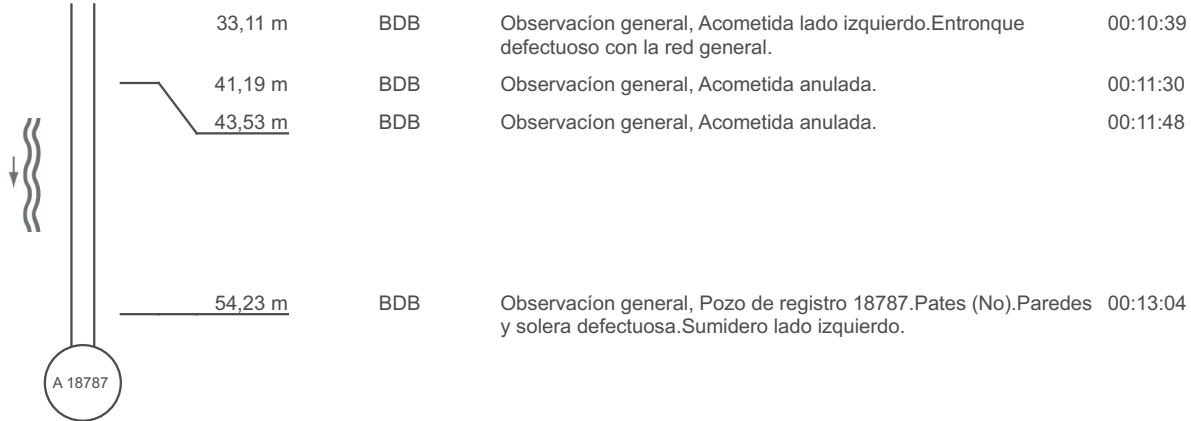 33,11 m BDB Observacíon general, Acometida lado izquierdo.Entronque 00:10:39
defectuoso con la red general.
41,19 m BDB Observacíon general, Acometida anulada. 00:11:30
43,53 m BDB Observacíon general, Acometida anulada. 00:11:48
54,23 m BDB Observacíon general, Pozo de registro 18787.Pates (No).Paredes 00:13:04
y solera defectuosa.Sumidero lado izquierdo.
A 18787